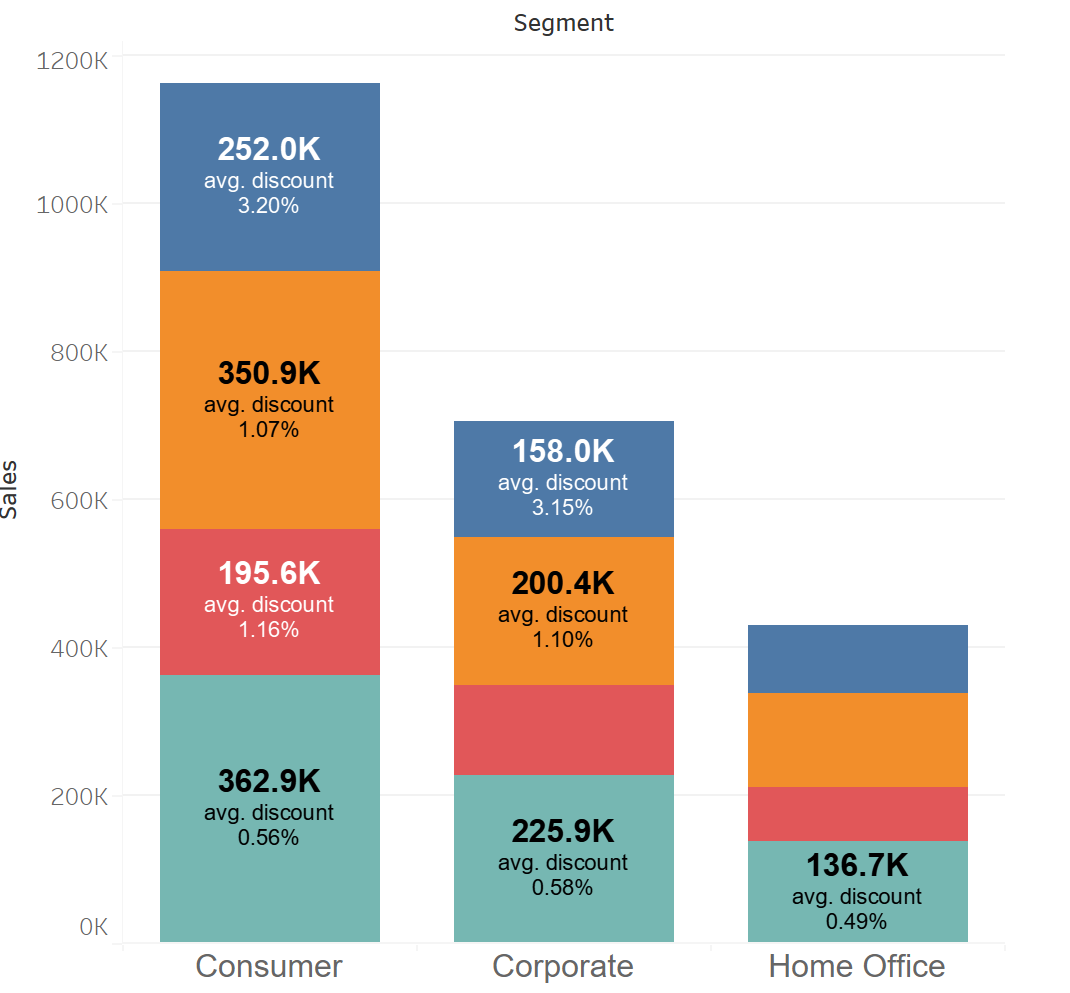 Segment
1200K
1000K
800K
600K
400K
200K
0K
Sales
252.0K
avg. discount
3.20%
350.9K
avg. discount
1.07%
195.6K
avg. discount
1.16%
362.9K
avg. discount
0.56%
158.0K
avg. discount
3.15%
200.4K
avg. discount
1.10%
225.9K
avg. discount
0.58%
136.7K
avg. discount
0.49%
Consumer
Corporate
Home Office